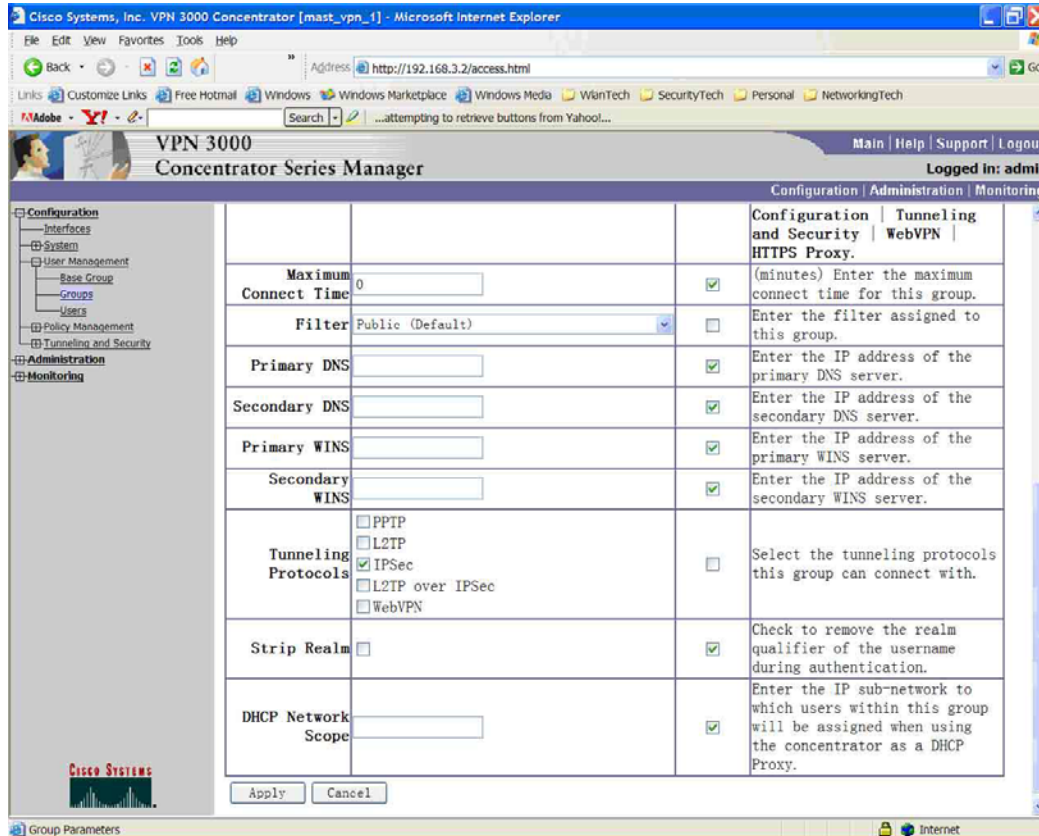 Cisco Systems, Inc. VPN 3000 Concentrator [mast_vpn_1] - Microsoft Internet Explorer
File Edit View Favorites Tools Help
Back
Address http://192.168.3.2/access.html
Go
Links Customize Links Free Hotmail Windows Windows Marketplace Windows Media WanTech SecurityTech Personal NetworkingTech
Adobe Y! Search ...attempting to retrieve buttons from Yahoo!...
VPN 3000
Concentrator Series Manager
Main | Help | Support | Logou
Logged in: admi
Configuration | Administration | Monitoring
Configuration
Interfaces
System
User Management
Base Group
Groups
Users
Policy Management
Tunneling and Security
Administration
Monitoring
Configuration | Tunneling
and Security | WebVPN |
HTTPS Proxy.
Maximum
Connect Time
0
(minutes) Enter the maximum
connect time for this group.
Filter
Public (Default)
Enter the filter assigned to
this group.
Primary DNS
Enter the IP address of the
primary DNS server.
Secondary DNS
Enter the IP address of the
secondary DNS server.
Primary WINS
Enter the IP address of the
primary WINS server.
Secondary
WINS
Enter the IP address of the
secondary WINS server.
Tunneling
Protocols
PPTP
L2TP
IPSec
L2TP over IPSec
WebVPN
Select the tunneling protocols
this group can connect with.
Strip Realm
Check to remove the realm
qualifier of the username
during authentication.
DHCP Network
Scope
Enter the IP sub-network to
which users within this group
will be assigned when using
the concentrator as a DHCP
Proxy.
Cisco Systems
Apply Cancel
Group Parameters
Internet